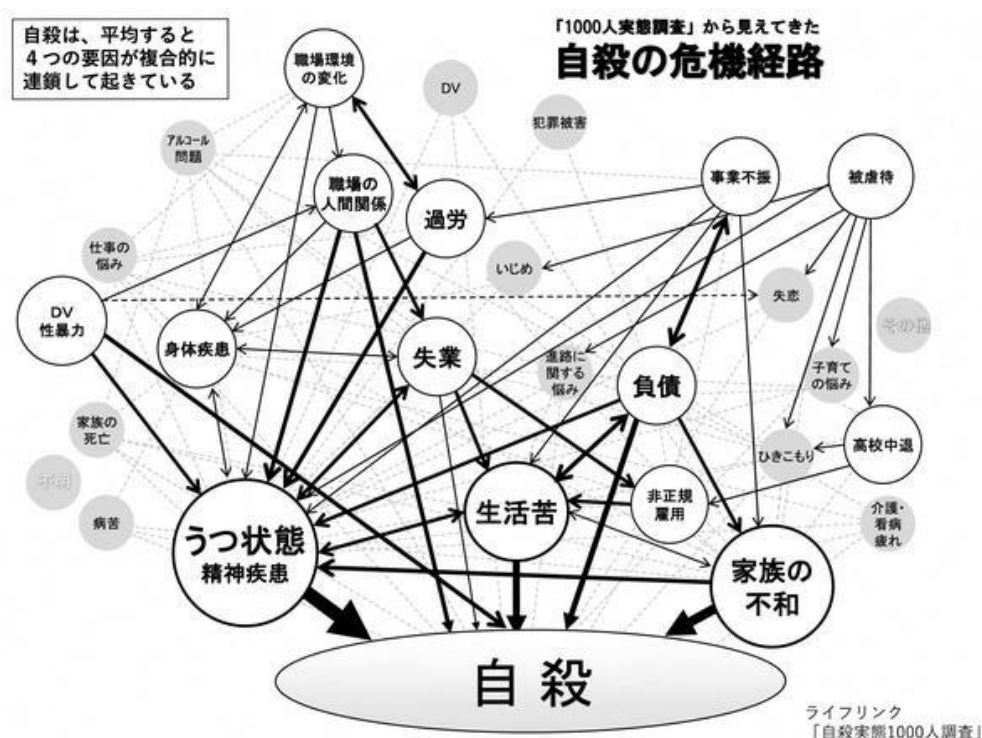 自殺は、平均すると
４つの要因が複合的に
連鎖して起きている
「1000人実態調査」から見えてきた
自殺の危機経路
職場環境
の変化
DV
犯罪被害
アルコール
問題
職場の
人間関係
過労
事業不振
被虐待
仕事の
悩み
いじめ
失恋
DV
性暴力
その他
身体疾患
失業
進路に
関する
悩み
負債
子育て
の悩み
家族の
死亡
ひきこもり
高校中退
不明
病苦
うつ状態
精神疾患
生活苦
非正規
雇用
介護・
看病
疲れ
家族の
不和
自殺
ライフリンク
「自殺実態1000人調査」